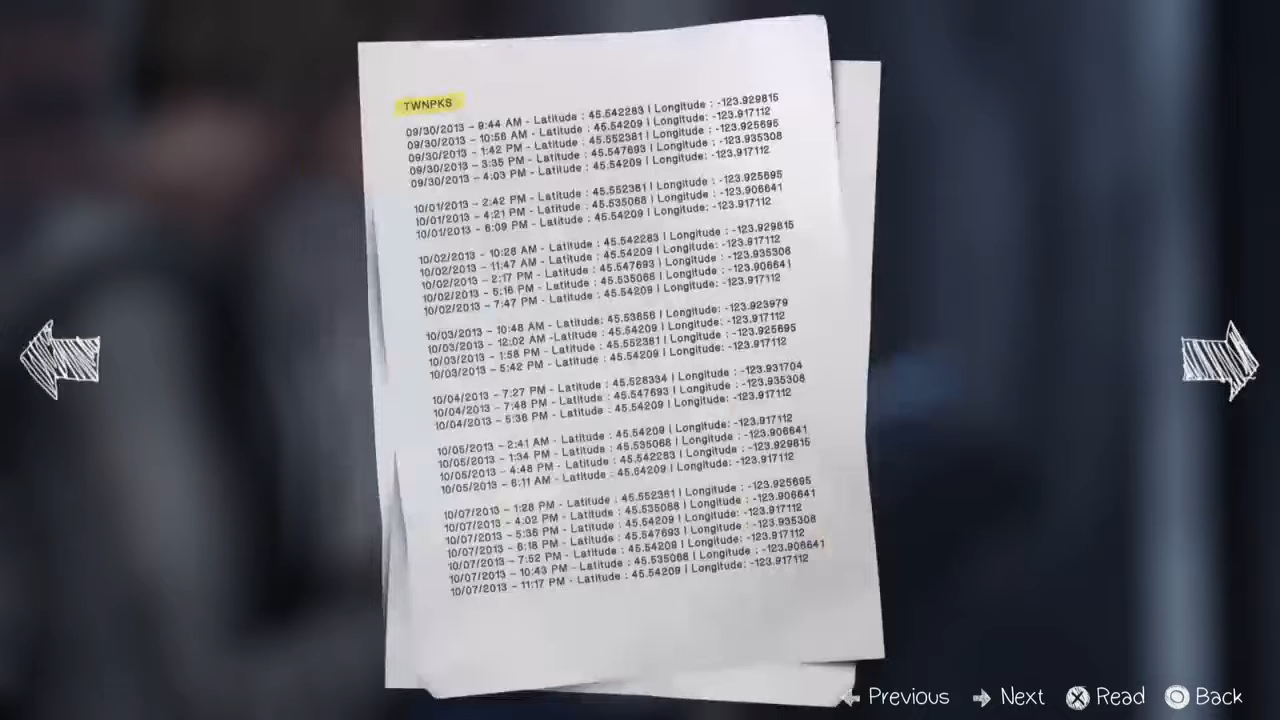 TWNPKS
09/30/2013 - 9:44 AM - Latitude : 45.542283 | Longitude : -123.929815
09/30/2013 - 10:56 AM - Latitude : 45.54209 | Longitude: -123.917112
09/30/2013 - 1:42 PM - Latitude : 45.552381 | Longitude : -123.925695
09/30/2013 - 3:35 PM - Latitude : 45.547693 | Longitude : -123.935308
09/30/2013 - 4:03 PM - Latitude : 45.54209 | Longitude: -123.917112
10/01/2013 - 2:42 PM - Latitude : 45.552381 | Longitude : -123.925695
10/01/2013 - 4:21 PM - Latitude : 45.535068 | Longitude : -123.906641
10/01/2013 - 6:09 PM - Latitude : 45.54209 | Longitude: -123.917112
10/02/2013 - 10:28 AM - Latitude : 45.542283 | Longitude : -123.929815
10/02/2013 - 11:47 AM - Latitude : 45.54209 | Longitude: -123.917112
10/02/2013 - 2:17 PM - Latitude : 45.547693 | Longitude : -123.935308
10/02/2013 - 5:16 PM - Latitude : 45.535068 | Longitude : -123.906641
10/02/2013 - 7:47 PM - Latitude : 45.54209 | Longitude: -123.917112
10/03/2013 - 10:48 AM - Latitude: 45.53858 | Longitude: -123.923979
10/03/2013 - 12:02 AM -Latitude : 45.54209 | Longitude: -123.917112
10/03/2013 - 1:58 PM - Latitude : 45.552381 | Longitude : -123.925695
10/03/2013 - 5:42 PM - Latitude : 45.54209 | Longitude: -123.917112
10/04/2013 - 7:27 PM - Latitude : 45.528334 | Longitude : -123.931704
10/04/2013 - 7:48 PM - Latitude : 45.547693 | Longitude : -123.935308
10/04/2013 - 5:36 PM - Latitude : 45.54209 | Longitude: -123.917112
10/05/2013 - 2:41 AM - Latitude : 45.54209 | Longitude: -123.917112
10/05/2013 - 1:34 PM - Latitude : 45.535068 | Longitude : -123.906641
10/05/2013 - 4:48 PM - Latitude : 45.542283 | Longitude : -123.929815
10/05/2013 - 6:11 AM - Latitude : 45.54209 | Longitude: -123.917112
10/07/2013 - 1:28 PM - Latitude : 45.552381 | Longitude : -123.925695
10/07/2013 - 4:02 PM - Latitude : 45.535068 | Longitude : -123.906641
10/07/2013 - 5:36 PM - Latitude : 45.54209 | Longitude: -123.917112
10/07/2013 - 6:18 PM - Latitude : 45.547693 | Longitude : -123.935308
10/07/2013 - 7:52 PM - Latitude : 45.54209 | Longitude: -123.917112
10/07/2013 - 10:43 PM - Latitude : 45.535068 | Longitude : -123.906641
10/07/2013 - 11:17 PM - Latitude : 45.54209 | Longitude: -123.917112
Previous Next Read Back